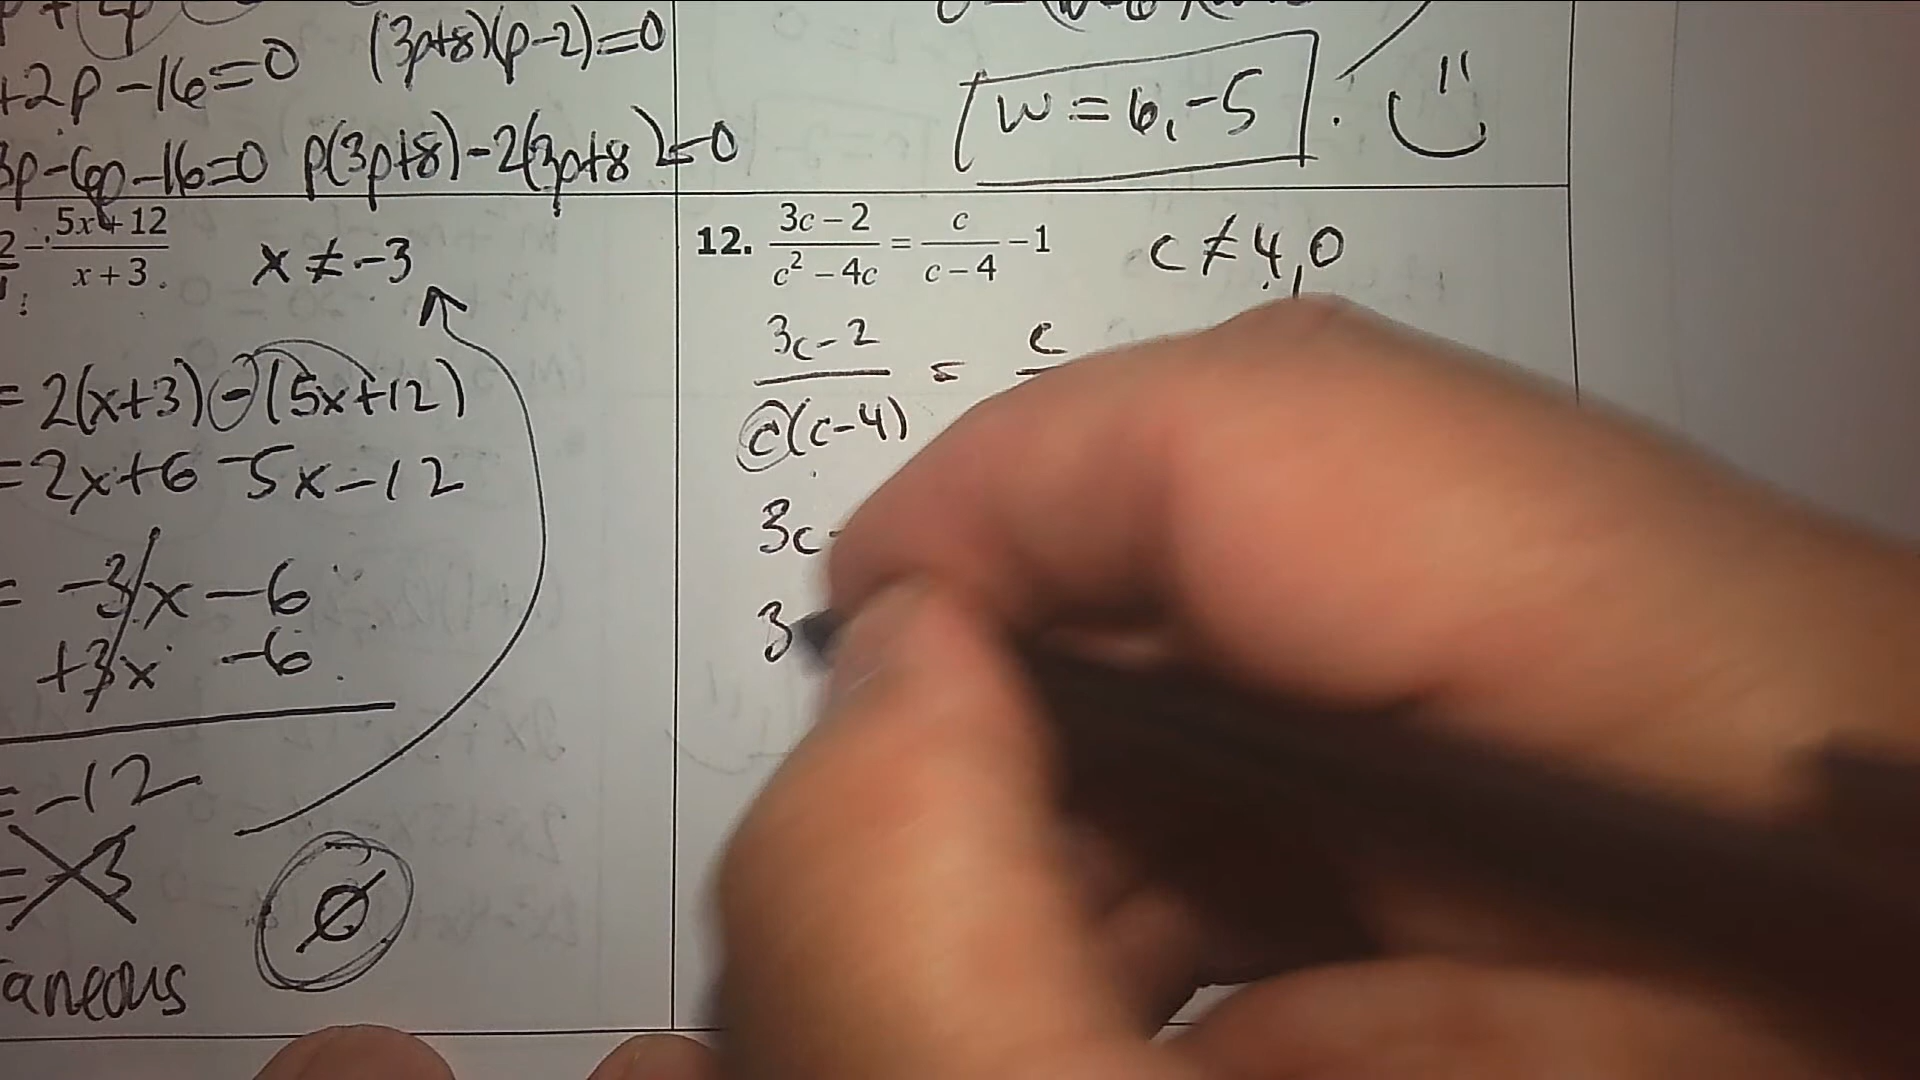 +2p-16=0 (3p+8)(p-2)=0
3p-6p-16=0 p(3p+8)-2(3p+8)=0
w=6,-5
5x+12
x+3
x≠-3
=2(x+3)-(5x+12)
=2x+6-5x-12
=-3x-6
+3x -6
=-12
=-3
aneous
Ø
12. 3c-2/c²-4c = c/c-4 -1 c≠4,0
3c-2 = c
c(c-4)
3c
3